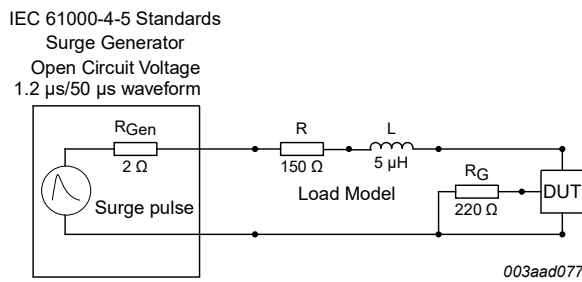 IEC 61000-4-5 Standards
Surge Generator
Open Circuit Voltage
1.2 μs/50 μs waveform
RGen
2 Ω
Surge pulse
R
150 Ω
L
5 μH
Load Model
RG
220 Ω
DUT
003aad077